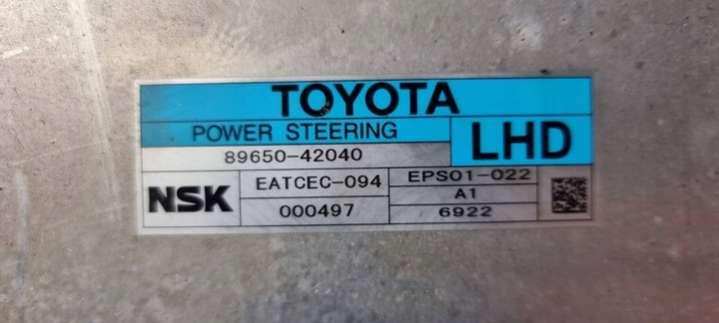 TOYOTA
POWER STEERING
LHD
89650-42040
NSK
EATCEC-094
EPS01-022
A1
000497
6922